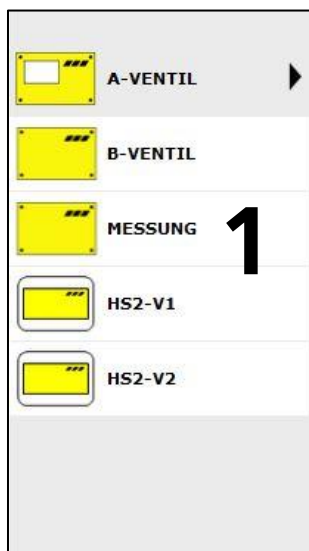 A-VENTIL
B-VENTIL
MESSUNG
1
HS2-V1
HS2-V2